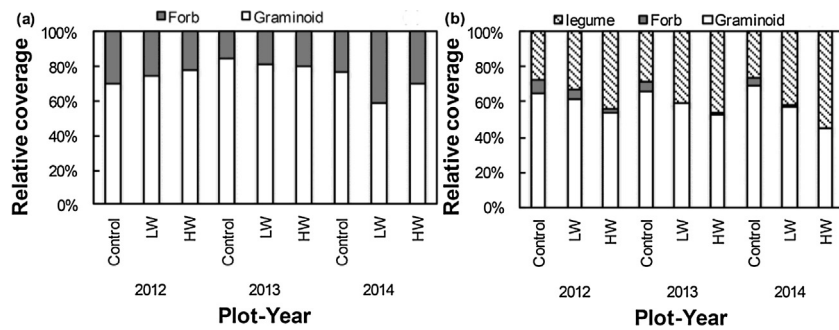 (a)
Forb Graminoid
Relative coverage
100%
80%
60%
40%
20%
0%
Control LW HW Control LW HW Control LW HW
2012 2013 2014
Plot-Year
(b)
legume Forb Graminoid
Relative coverage
100%
80%
60%
40%
20%
0%
Control LW HW Control LW HW Control LW HW
2012 2013 2014
Plot-Year